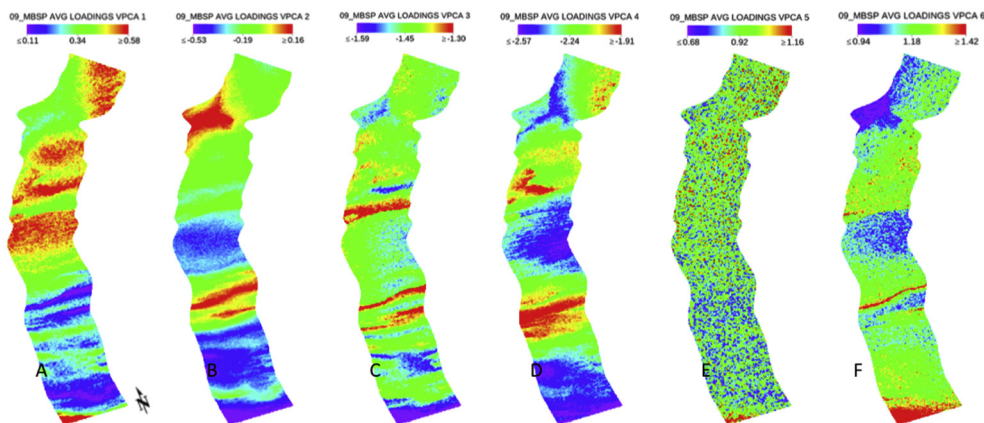 09_MBSP AVG LOADINGS VPCA 1
≤0.11 0.34 ≥0.58
09_MBSP AVG LOADINGS VPCA 2
≤-0.53 -0.19 ≥0.16
09_MBSP AVG LOADINGS VPCA 3
≤-1.59 -1.45 ≥-1.30
09_MBSP AVG LOADINGS VPCA 4
≤-2.57 -2.24 ≥-1.91
09_MBSP AVG LOADINGS VPCA 5
≤0.68 0.92 ≥1.16
09_MBSP AVG LOADINGS VPCA 6
≤0.94 1.18 ≥1.42
A
B
C
D
E
F
N